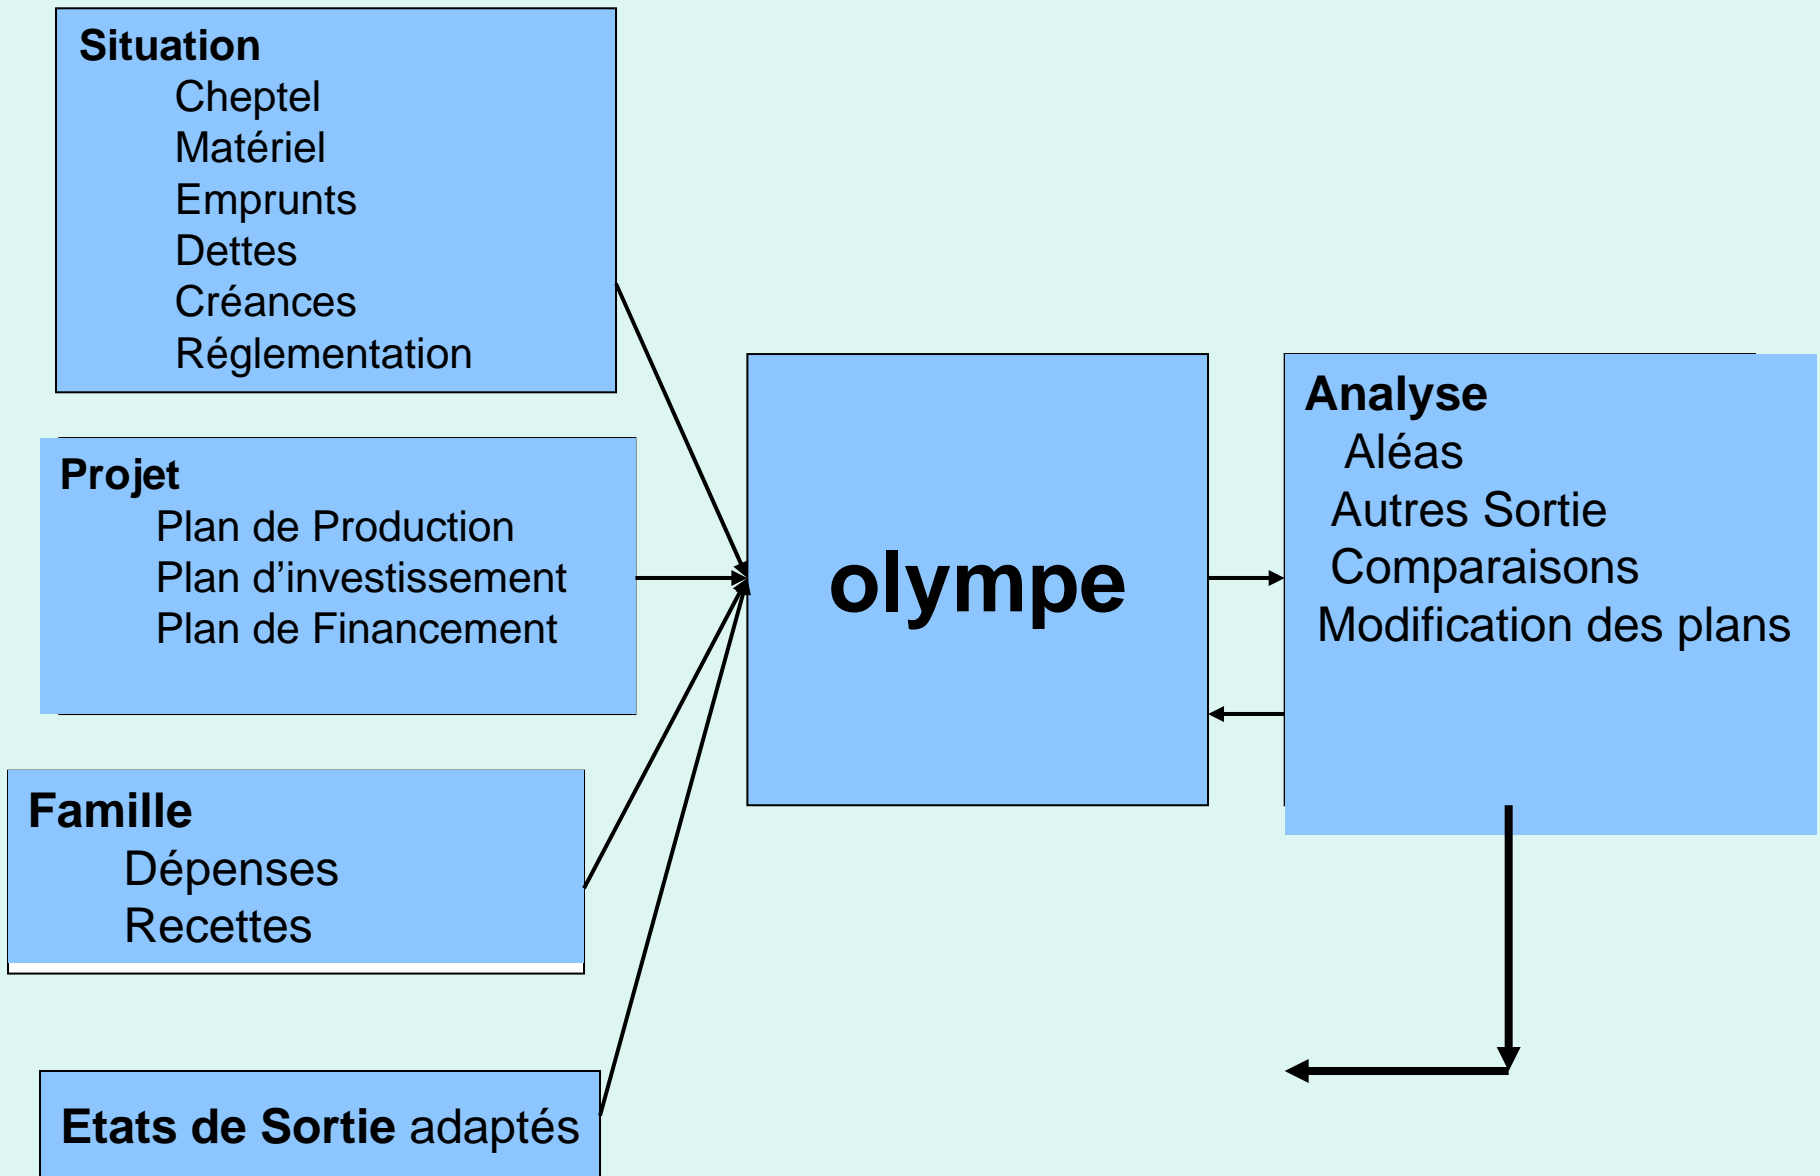 Situation
Cheptel
Matériel
Emprunts
Dettes
Créances
Réglementation
Projet
Plan de Production
Plan d’investissement
Plan de Financement
Famille
Dépenses
Recettes
Etats de Sortie adaptés
olympe
Analyse
Aléas
Autres Sortie
Comparaisons
Modification des plans